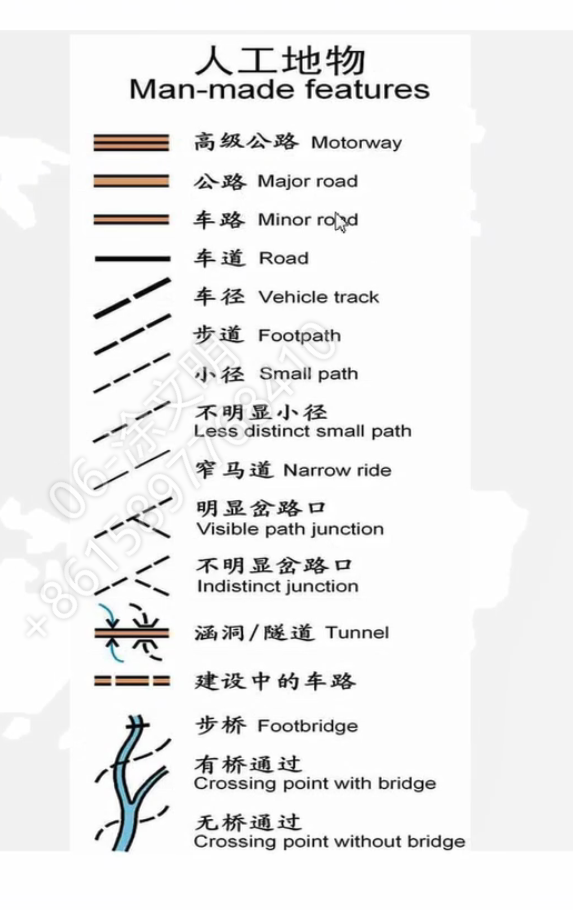 人工地物
Man-made features
高级公路 Motorway
公路 Major road
车路 Minor road
车道 Road
车径 Vehicle track
步道 Footpath
小径 Small path
不明显小径
Less distinct small path
窄马道 Narrow ride
明显岔路口
Visible path junction
不明显岔路口
Indistinct junction
涵洞/隧道 Tunnel
建设中的车路
步桥 Footbridge
有桥通过
Crossing point with bridge
无桥通过
Crossing point without bridge
06-涂文明
+8615897768410